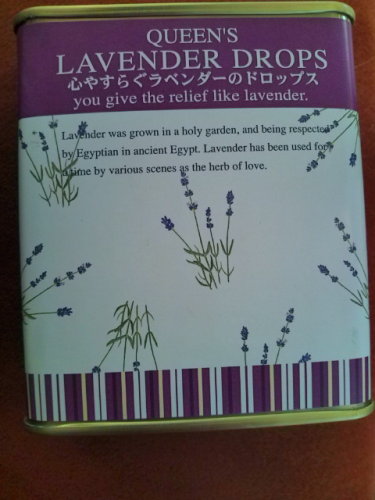 QUEEN'S
LAVENDER DROPS
心やすらぐラベンダーのドロップス
you give the relief like lavender.
Lavender was grown in a holy garden, and being respected
by Egyptian in ancient Egypt. Lavender has been used for
a time by various scenes as the herb of love.